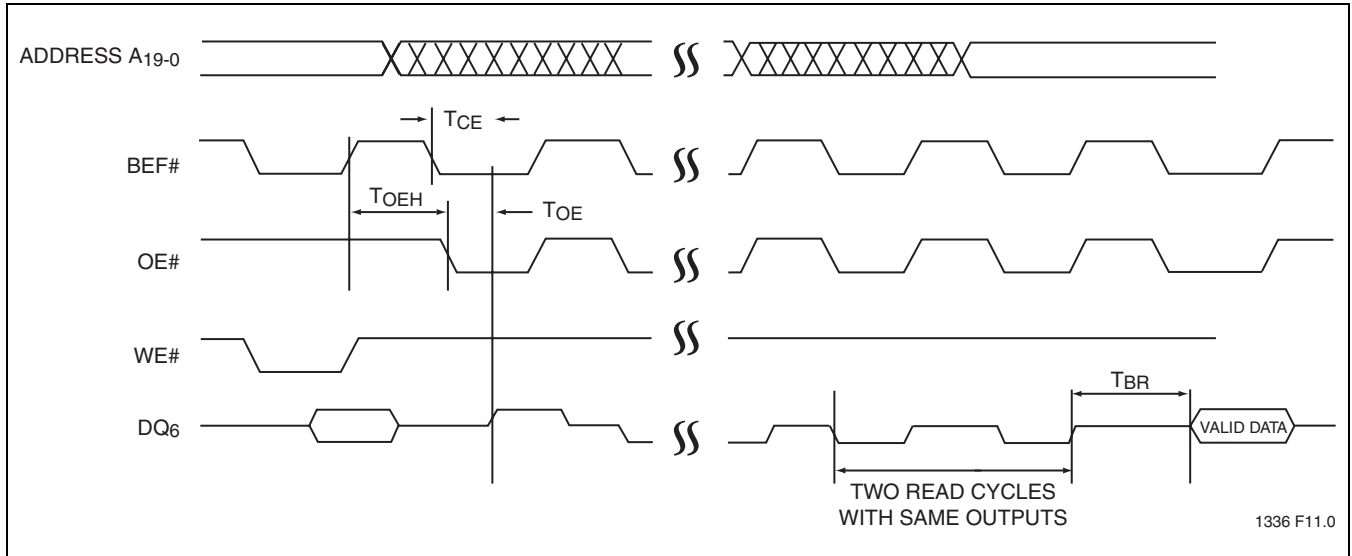 ADDRESS A19-0
TCE
BEF#
TOEH
TOE
OE#
WE#
TBR
DQ6
VALID DATA
TWO READ CYCLES
WITH SAME OUTPUTS
1336 F11.0